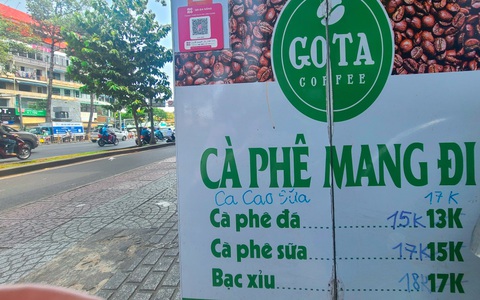 GOTA
COFFEE
CÀ PHÊ MANG ĐI
Ca Cao Sữa 17K
Cà phê đá 15K 13K
Cà phê sữa 17K 15K
Bạc xỉu 18K 17K